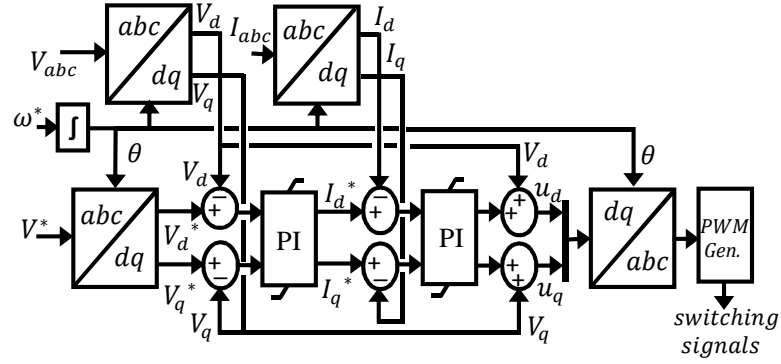 V_d
I_d
abc
I_abc
abc
V_abc
dq
V_q
dq
I_q
ω*
∫
θ
V_d
V_d
θ
abc
I_d*
u_d
dq
V*
V_d*
PI
PI
PWM
Gen.
dq
abc
V_q*
I_q*
u_q
V_q
V_q
switching
signals